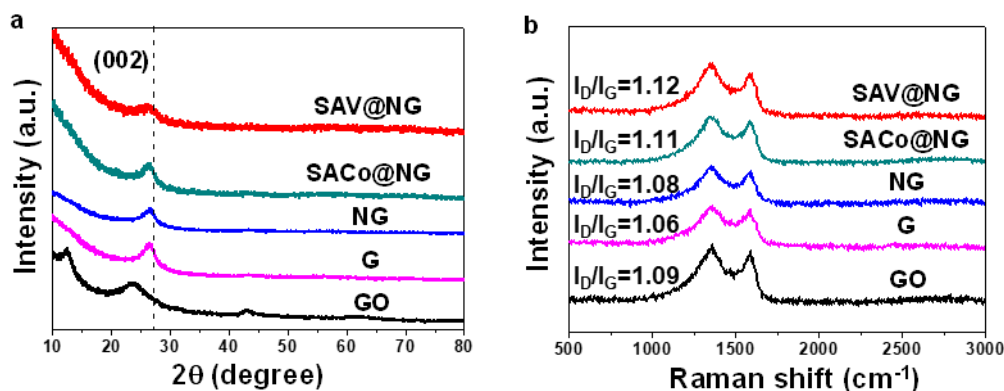 a
(002)
SAV@NG
SACo@NG
NG
G
GO
Intensity (a.u.)
10 20 30 40 50 60 70 80
2θ (degree)
b
I_D/I_G=1.12 SAV@NG
I_D/I_G=1.11 SACo@NG
I_D/I_G=1.08 NG
I_D/I_G=1.06 G
I_D/I_G=1.09 GO
Intensity (a.u.)
500 1000 1500 2000 2500 3000
Raman shift (cm⁻¹)